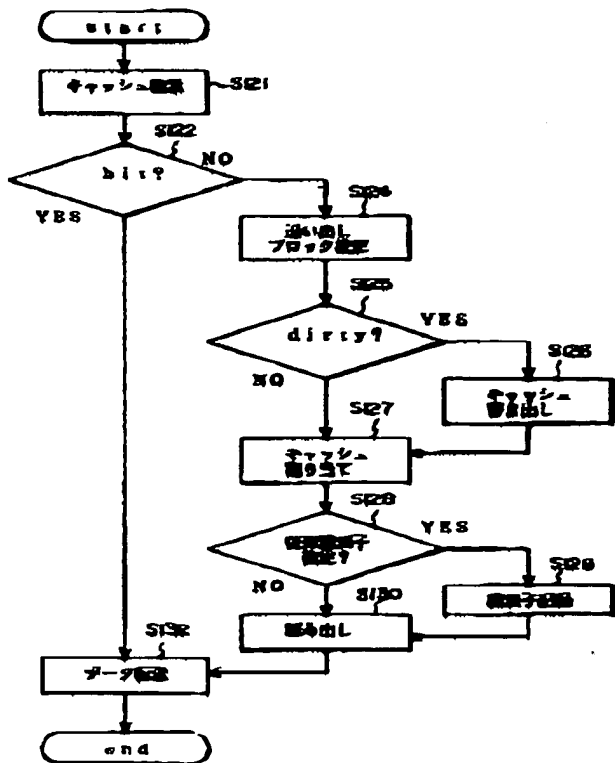 start
キャッシュ検索
S121
S122
hit?
NO
YES
S124
追い出し
ブロック選定
S125
dirty?
YES
NO
S126
キャッシュ
書き出し
S127
キャッシュ
割り当て
S128
YES
NO
S129
S130
読み出し
S132
データ転送
end